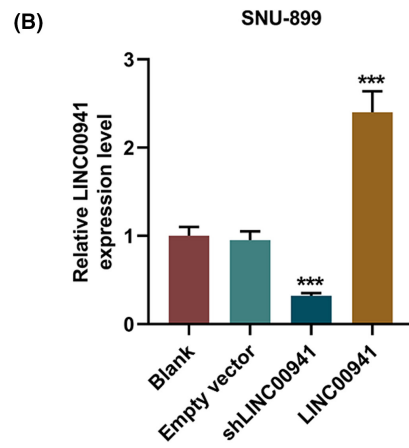 (B)
SNU-899
Relative LINC00941
expression level
3
2
1
0
***
***
Blank
Empty vector
shLINC00941
LINC00941